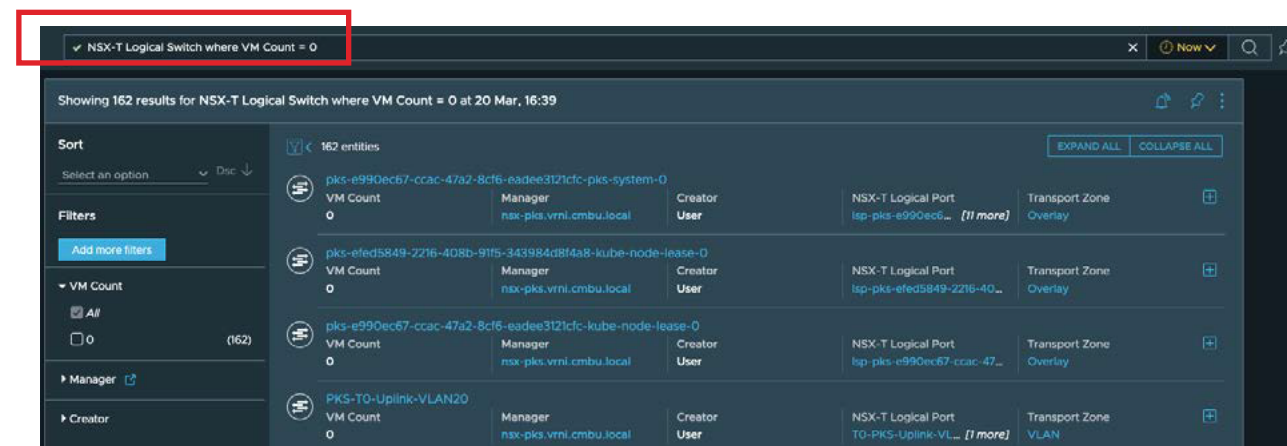 NSX-T Logical Switch where VM Count = 0
Now
Showing 162 results for NSX-T Logical Switch where VM Count = 0 at 20 Mar, 16:39
Sort
Select an option Dsc
Filters
Add more filters
VM Count
All
0 (162)
Manager
Creator
162 entities
EXPAND ALL COLLAPSE ALL
pks-e990ec67-ccac-47a2-8cf6-eadee3121cfc-pks-system-0
VM Count Manager Creator NSX-T Logical Port Transport Zone
0 nsx-pks.vrni.cmbu.local User lsp-pks-e990ec6... [11 more] Overlay
pks-efed5849-2216-408b-91f5-343984d8f4a8-kube-node-lease-0
VM Count Manager Creator NSX-T Logical Port Transport Zone
0 nsx-pks.vrni.cmbu.local User lsp-pks-efed5849-2216-40... Overlay
pks-e990ec67-ccac-47a2-8cf6-eadee3121cfc-kube-node-lease-0
VM Count Manager Creator NSX-T Logical Port Transport Zone
0 nsx-pks.vrni.cmbu.local User lsp-pks-e990ec67-ccac-47... Overlay
PKS-T0-Uplink-VLAN20
VM Count Manager Creator NSX-T Logical Port Transport Zone
0 nsx-pks.vrni.cmbu.local User T0-PKS-Uplink-VL... [1 more] VLAN